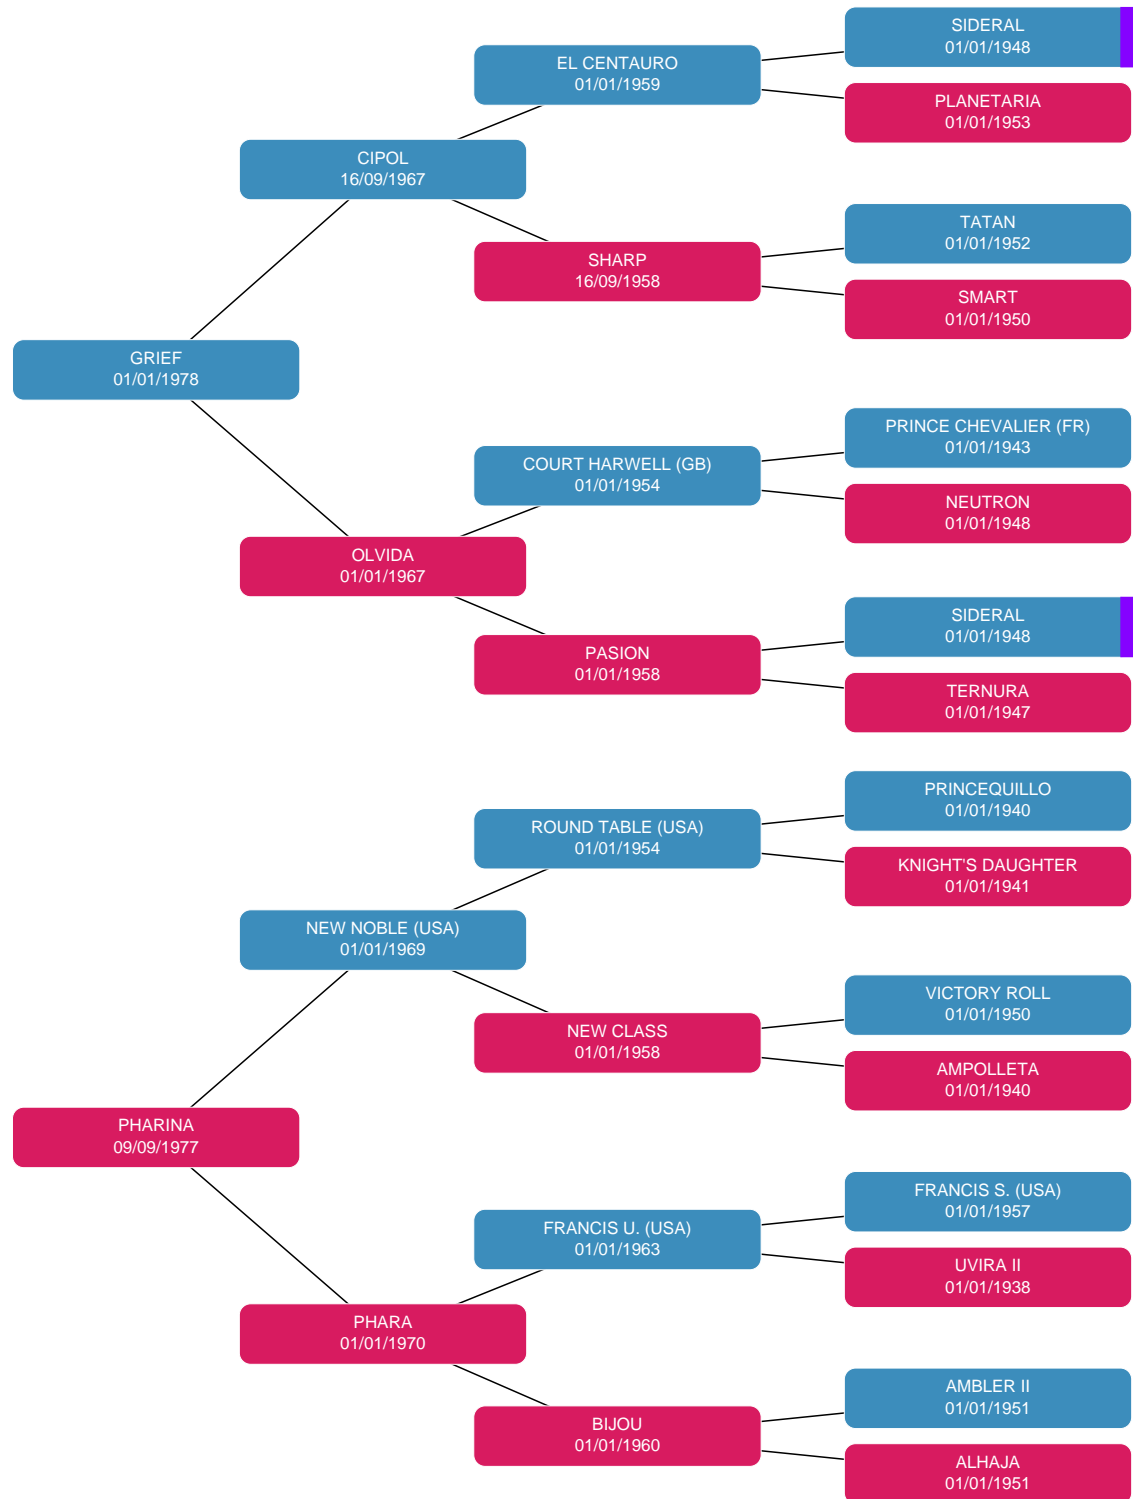 SIDERAL
01/01/1948
EL CENTAURO
01/01/1959
PLANETARIA
01/01/1953
CIPOL
16/09/1967
TATAN
01/01/1952
SHARP
16/09/1958
SMART
01/01/1950
GRIEF
01/01/1978
PRINCE CHEVALIER (FR)
01/01/1943
COURT HARWELL (GB)
01/01/1954
NEUTRON
01/01/1948
OLVIDA
01/01/1967
SIDERAL
01/01/1948
PASION
01/01/1958
TERNURA
01/01/1947
PRINCEQUILLO
01/01/1940
ROUND TABLE (USA)
01/01/1954
KNIGHT'S DAUGHTER
01/01/1941
NEW NOBLE (USA)
01/01/1969
VICTORY ROLL
01/01/1950
NEW CLASS
01/01/1958
AMPOLLETA
01/01/1940
PHARINA
09/09/1977
FRANCIS S. (USA)
01/01/1957
FRANCIS U. (USA)
01/01/1963
UVIRA II
01/01/1938
PHARA
01/01/1970
AMBLER II
01/01/1951
BIJOU
01/01/1960
ALHAJA
01/01/1951